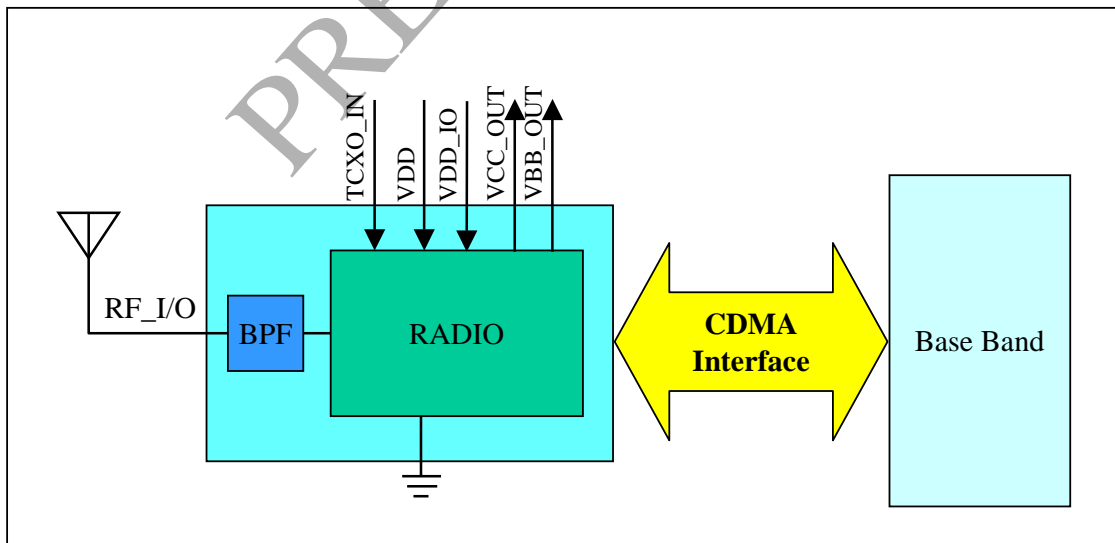 TCXO_IN
VDD
VDD_IO
VCC_OUT
VBB_OUT
RF_I/O
BPF
RADIO
CDMA
Interface
Base Band